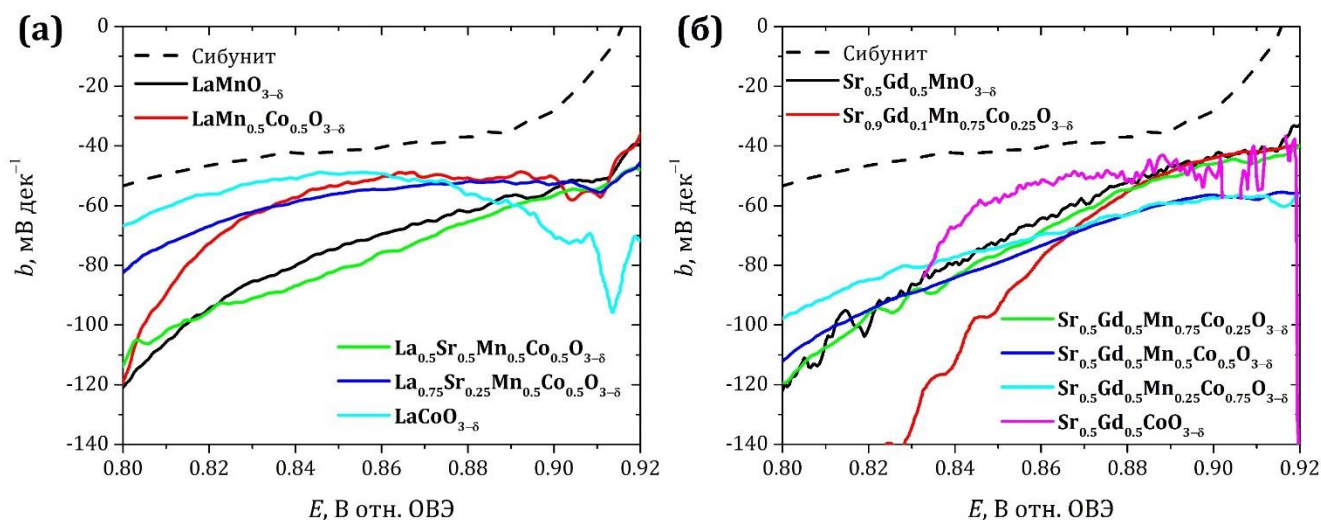 (а)
0
-20
-40
-60
-80
-100
-120
-140
b, мВ дек⁻¹
Сибунит
LaMnO₃₋δ
LaMn₀.₅Co₀.₅O₃₋δ
La₀.₅Sr₀.₅Mn₀.₅Co₀.₅O₃₋δ
La₀.₇₅Sr₀.₂₅Mn₀.₅Co₀.₅O₃₋δ
LaCoO₃₋δ
0.80 0.82 0.84 0.86 0.88 0.90 0.92
E, В отн. ОВЭ
(б)
0
-20
-40
-60
-80
-100
-120
-140
b, мВ дек⁻¹
Сибунит
Sr₀.₅Gd₀.₅MnO₃₋δ
Sr₀.₉Gd₀.₁Mn₀.₇₅Co₀.₂₅O₃₋δ
Sr₀.₅Gd₀.₅Mn₀.₇₅Co₀.₂₅O₃₋δ
Sr₀.₅Gd₀.₅Mn₀.₅Co₀.₅O₃₋δ
Sr₀.₅Gd₀.₅Mn₀.₂₅Co₀.₇₅O₃₋δ
Sr₀.₅Gd₀.₅CoO₃₋δ
0.80 0.82 0.84 0.86 0.88 0.90 0.92
E, В отн. ОВЭ